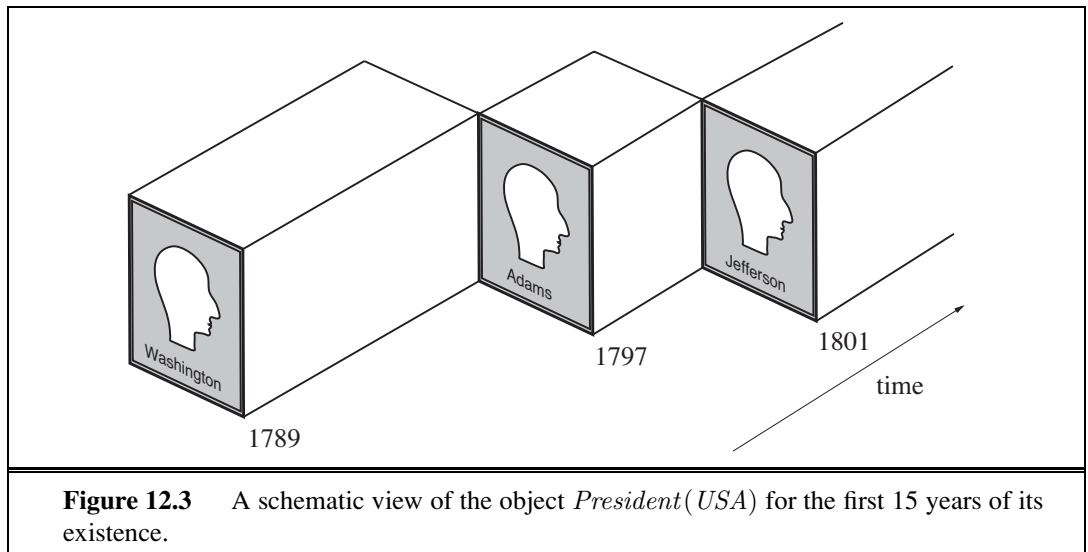 Washington
Adams
Jefferson
1789
1797
1801
time
Figure 12.3 A schematic view of the object President(USA) for the first 15 years of its
existence.